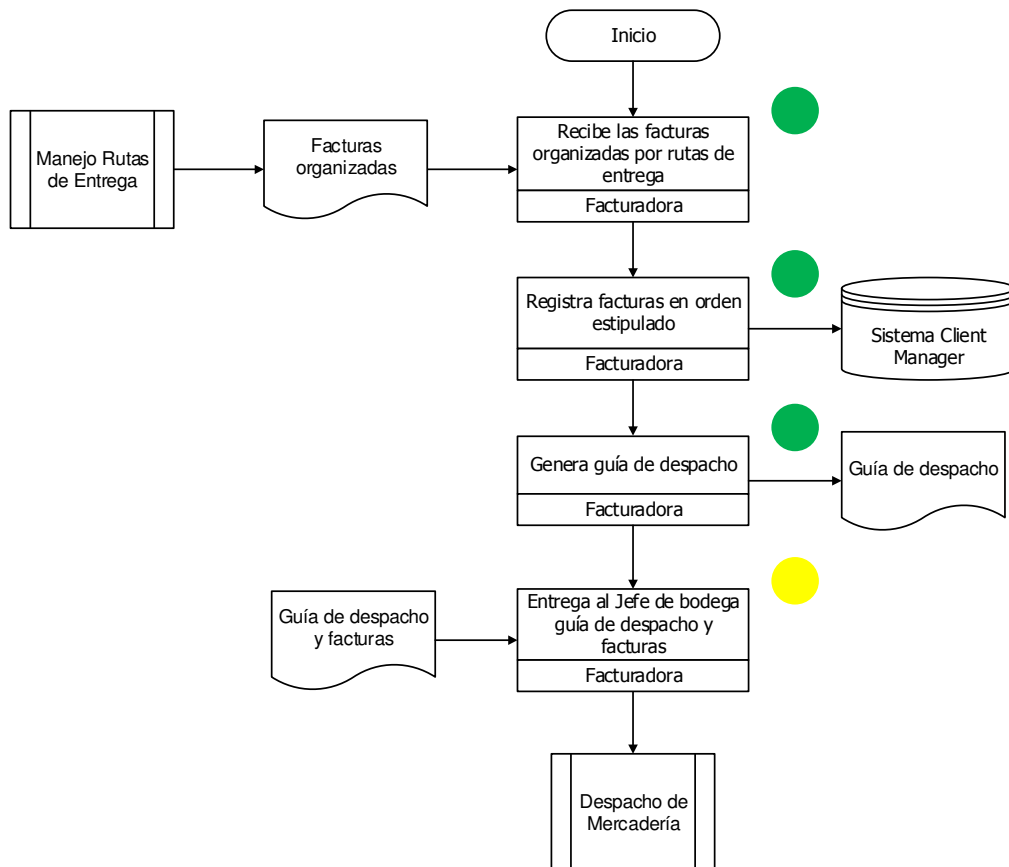 Inicio
Manejo Rutas
de Entrega
Facturas
organizadas
Recibe las facturas
organizadas por rutas de
entrega
Facturadora
Registra facturas en orden
estipulado
Facturadora
Sistema Client
Manager
Genera guía de despacho
Facturadora
Guía de despacho
Guía de despacho
y facturas
Entrega al Jefe de bodega
guía de despacho y
facturas
Facturadora
Despacho de
Mercadería